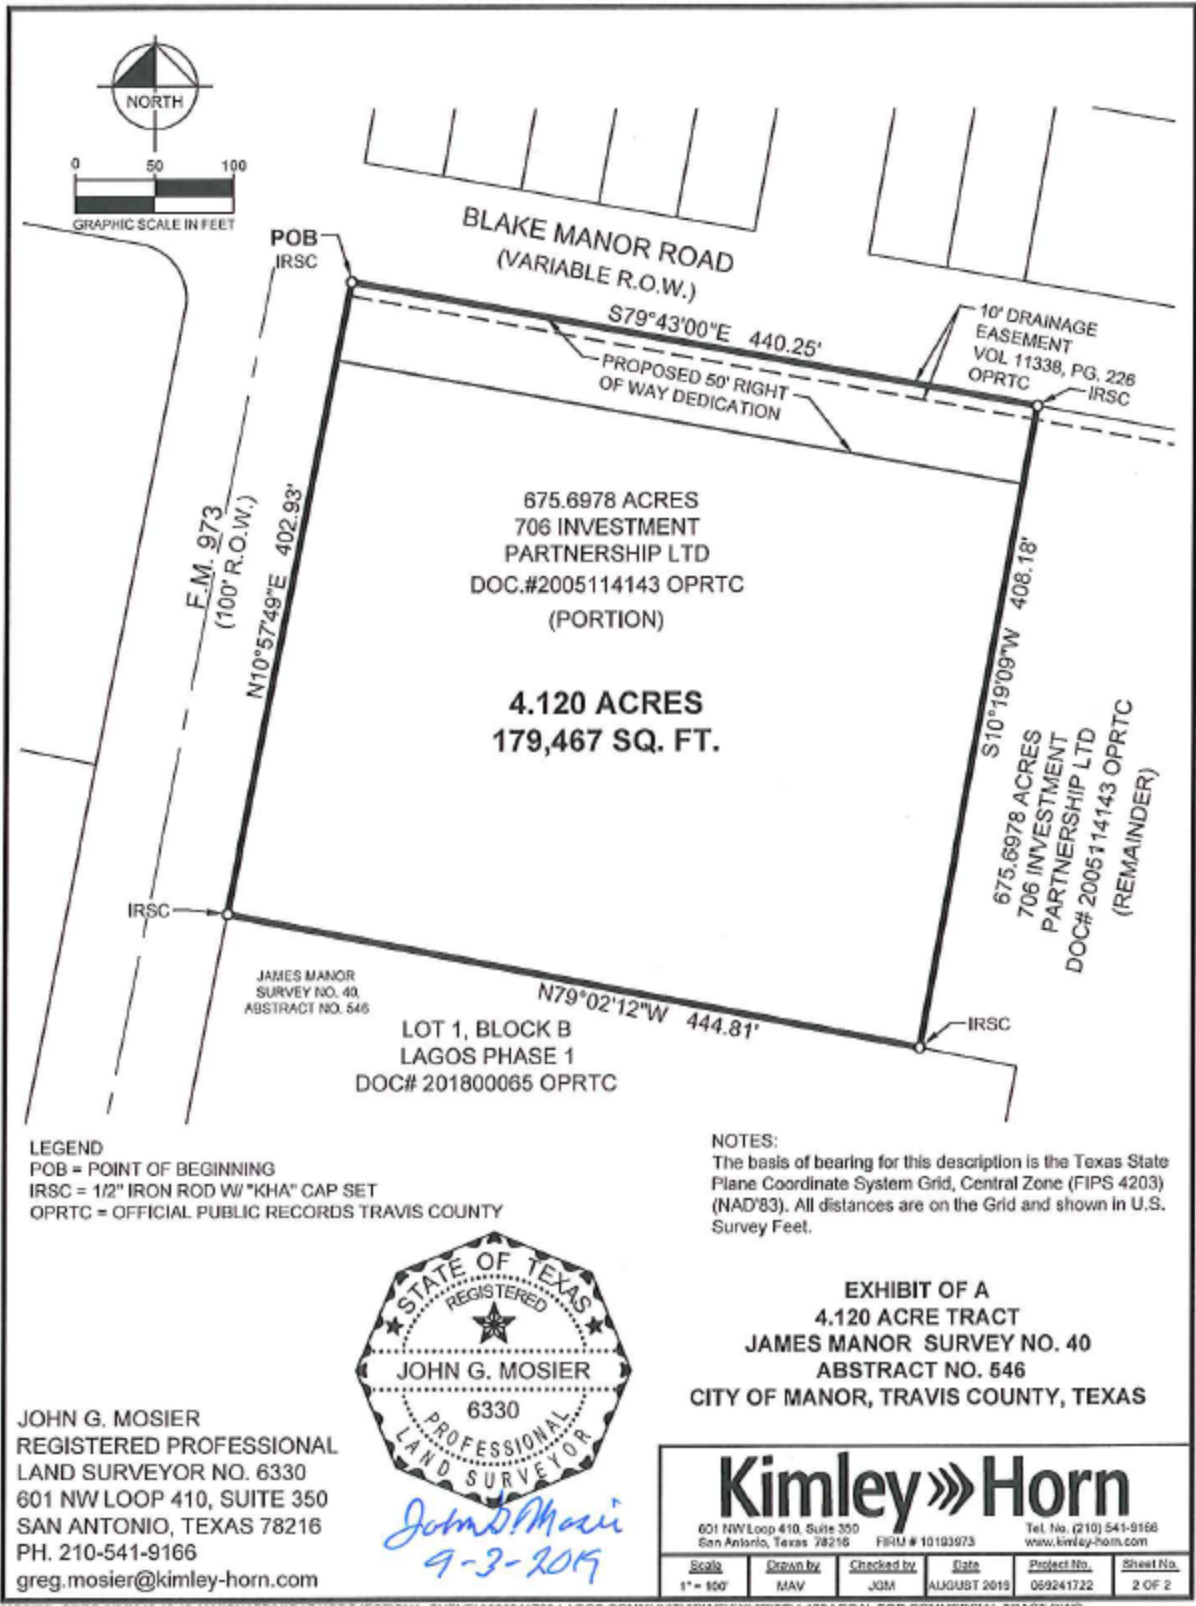 NORTH
0 50 100
GRAPHIC SCALE IN FEET
POB
IRSC
BLAKE MANOR ROAD
(VARIABLE R.O.W.)
S79°43'00"E 440.25'
10' DRAINAGE
EASEMENT
VOL 11338, PG. 226
OPRTC
IRSC
PROPOSED 50' RIGHT
OF WAY DEDICATION
F.M. 973
(100' R.O.W.)
N10°57'49"E 402.93'
675.6978 ACRES
706 INVESTMENT
PARTNERSHIP LTD
DOC.#2005114143 OPRTC
(PORTION)
4.120 ACRES
179,467 SQ. FT.
S10°19'09"W 408.18'
675.6978 ACRES
706 INVESTMENT
PARTNERSHIP LTD
DOC# 2005114143 OPRTC
(REMAINDER)
IRSC
JAMES MANOR
SURVEY NO. 40,
ABSTRACT NO. 546
N79°02'12"W 444.81'
IRSC
LOT 1, BLOCK B
LAGOS PHASE 1
DOC# 201800065 OPRTC
LEGEND
POB = POINT OF BEGINNING
IRSC = 1/2" IRON ROD W/ "KHA" CAP SET
OPRTC = OFFICIAL PUBLIC RECORDS TRAVIS COUNTY
NOTES:
The basis of bearing for this description is the Texas State
Plane Coordinate System Grid, Central Zone (FIPS 4203)
(NAD'83). All distances are on the Grid and shown in U.S.
Survey Feet.
STATE OF TEXAS
REGISTERED
JOHN G. MOSIER
6330
PROFESSIONAL
LAND SURVEYOR
John G. Mosier
9-3-2019
EXHIBIT OF A
4.120 ACRE TRACT
JAMES MANOR SURVEY NO. 40
ABSTRACT NO. 546
CITY OF MANOR, TRAVIS COUNTY, TEXAS
JOHN G. MOSIER
REGISTERED PROFESSIONAL
LAND SURVEYOR NO. 6330
601 NW LOOP 410, SUITE 350
SAN ANTONIO, TEXAS 78216
PH. 210-541-9166
greg.mosier@kimley-horn.com
Kimley»Horn
601 NW Loop 410, Suite 350 Tel. No. (210) 541-9166
San Antonio, Texas 78216 FIRM # 10193973 www.kimley-horn.com
Scale Drawn by Checked by Date Project No. Sheet No.
1" = 100' MAV JGM AUGUST 2019 069241722 2 OF 2